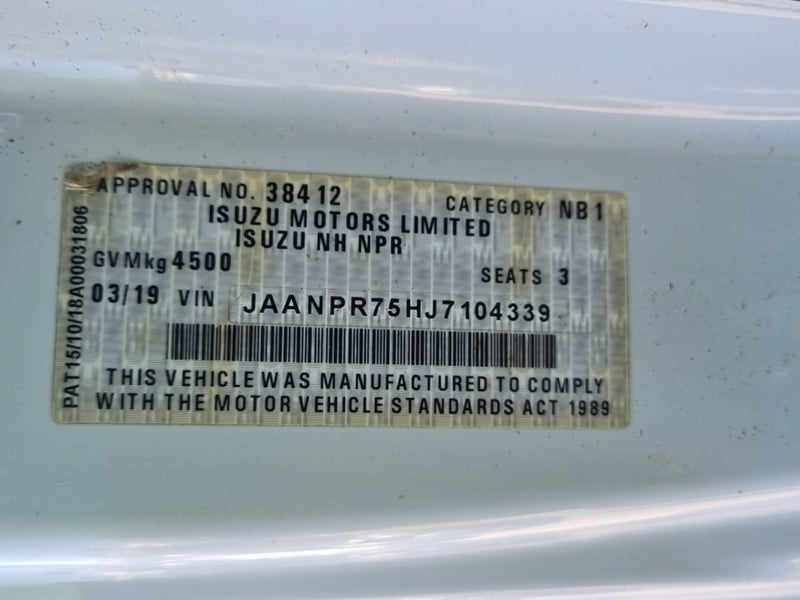 APPROVAL NO. 38412 CATEGORY NB1
ISUZU MOTORS LIMITED
ISUZU NH NPR
GVMkg 4500 SEATS 3
03/19 VIN JAANPR75HJ7104339
THIS VEHICLE WAS MANUFACTURED TO COMPLY
WITH THE MOTOR VEHICLE STANDARDS ACT 1989
PAT15/10/18A00031806